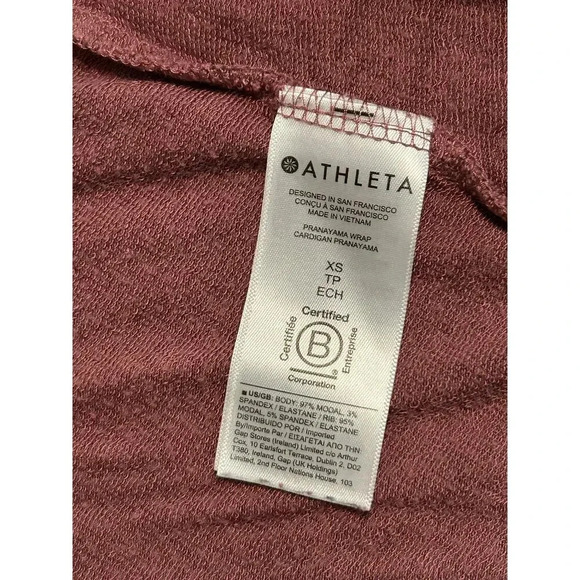 ATHLETA
DESIGNED IN SAN FRANCISCO
CONÇU À SAN FRANCISCO
MADE IN VIETNAM
PRANAYAMA WRAP
CARDIGAN PRANAYAMA
XS
TP
ECH
Certified
Certifiée
B
Entreprise
Corporation
US/GB: BODY: 97% MODAL, 3%
SPANDEX / ELASTANE / RIB: 95%
MODAL, 5% SPANDEX / ELASTANE
DISTRIBUIDO POR / Imported
By/Importe Par / ΕΙΣΑΓΕΤΑΙ ΑΠΟ ΤΗΝ
Gap Stores (Ireland) Limited c/o Arthur
Cox, 10 Earlsfort Terrace, Dublin 2, D02
T380, Ireland, Gap (UK Holdings)
Limited, 2nd Floor Nations House, 103